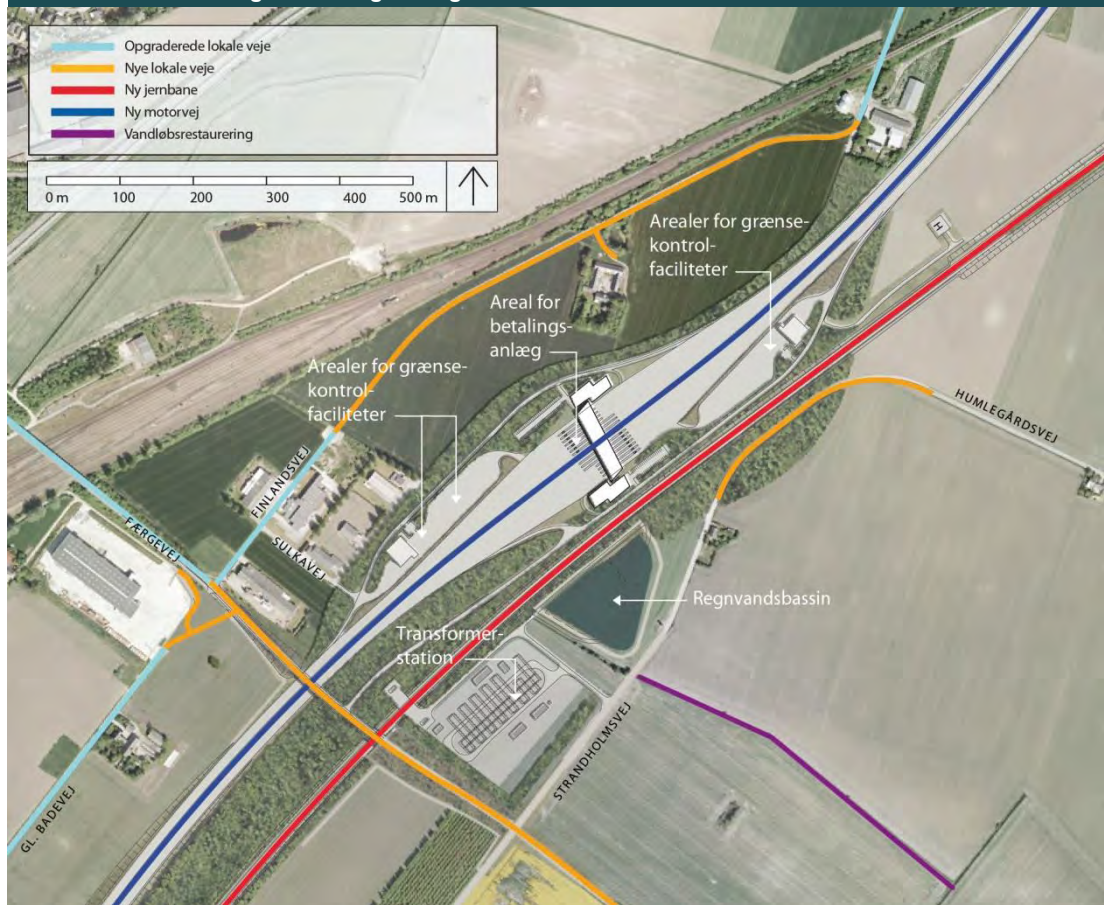 Opgraderede lokale veje
Nye lokale veje
Ny jernbane
Ny motorvej
Vandløbsrestaurering
0 m 100 200 300 400 500 m
Arealer for grænse-
kontrol-
faciliteter
H
Areal for
betalings-
anlæg
Arealer for grænse-
kontrol-
faciliteter
HUMLEGÅRDSVEJ
FINLANDSVEJ
FÆRGEVEJ
SULKAVEJ
Regnvandsbassin
Transformer-
station
STRANDHOLMSVEJ
GL. BADEVEJ